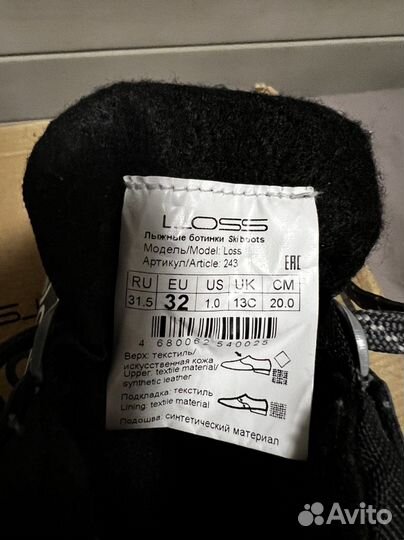 LOSS
Лыжные ботинки Ski boots
Модель/Model: Loss
Артикул/Article: 243
EAC
RU EU US UK CM
31.5 32 1.0 13C 20.0
4 680062 540025
Верх: текстиль/
искусственная кожа
Upper: textile material/
synthetic leather
Подкладка: текстиль
Lining: textile material
Подошва: синтетический материал
LOSS
Avito